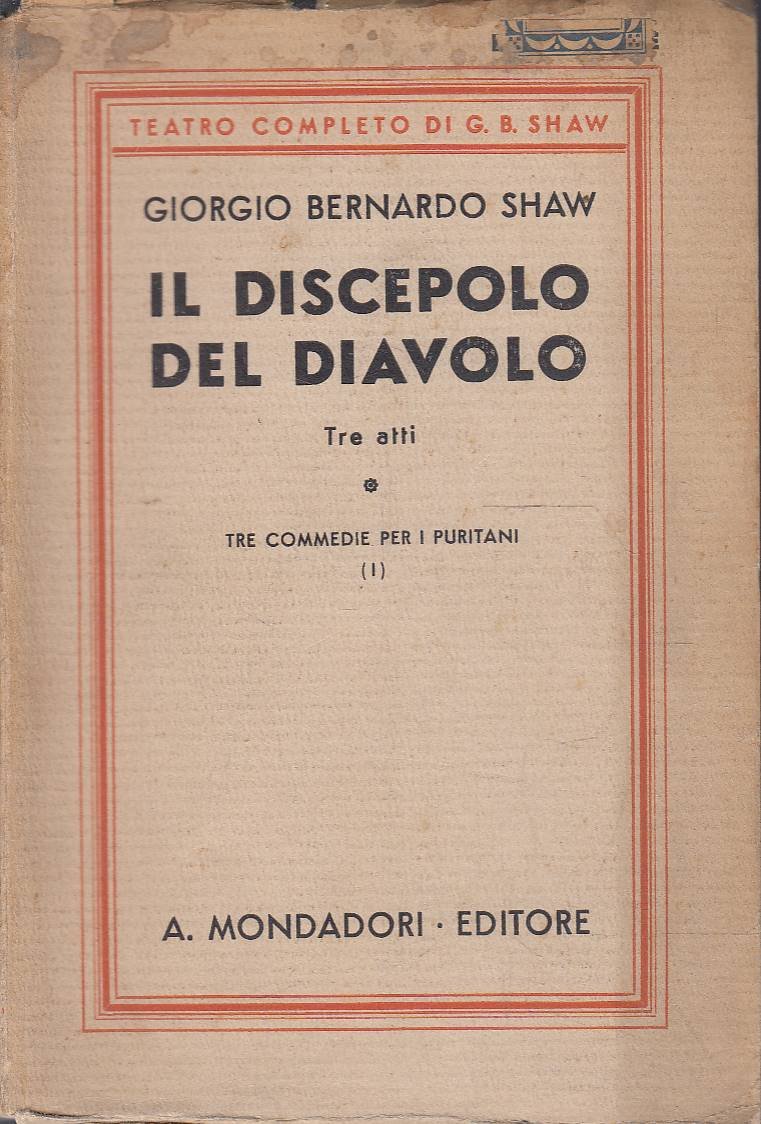 TEATRO COMPLETO DI G. B. SHAW
GIORGIO BERNARDO SHAW
IL DISCEPOLO
DEL DIAVOLO
Tre atti
TRE COMMEDIE PER I PURITANI
(I)
A. MONDADORI · EDITORE